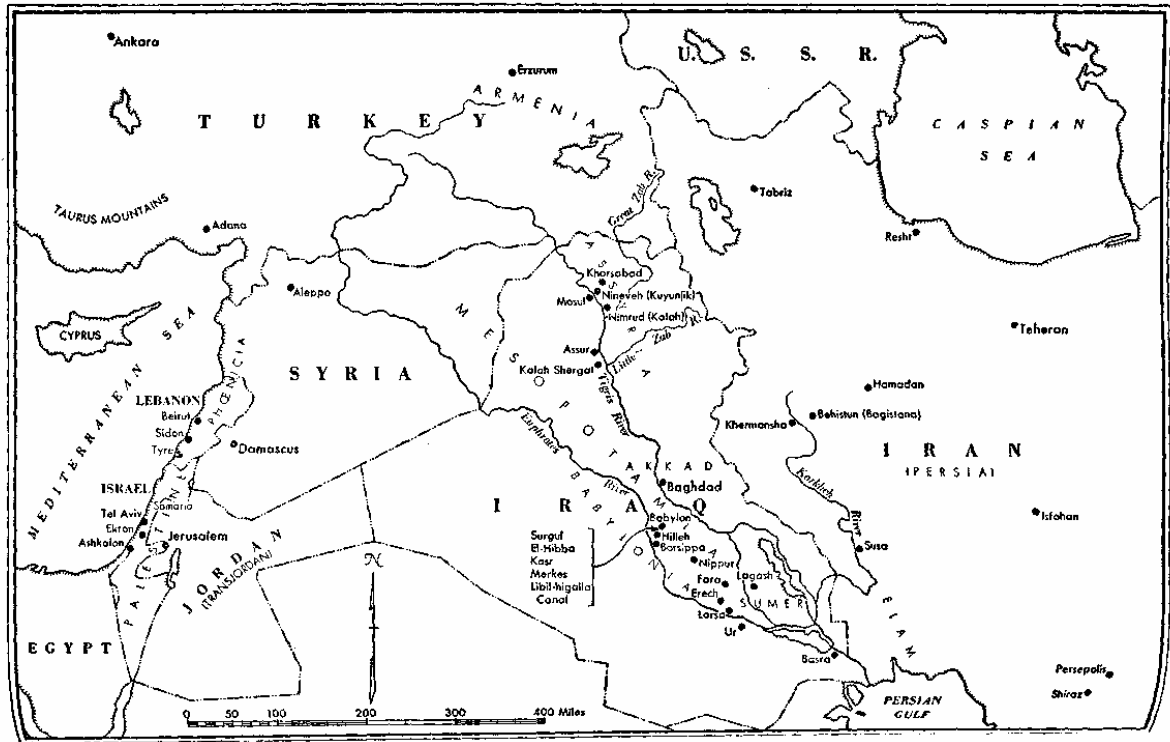 Ankara
Erzurum
U. S. S. R.
ARMENIA
TURKEY
CASPIAN
SEA
Tabriz
TAURUS MOUNTAINS
Great Zab R.
Adana
Resht
ASSYRIA
Khorsabad
Aleppo
Mosul
Nineveh (Kuyunjik)
Nimrud (Kalah)
MESOPOTAMIA
CYPRUS
MEDITERRANEAN SEA
Teheran
Little Zab R.
Assur
Kalah Shergat
Tigris River
SYRIA
PHŒNICIA
Hamadan
LEBANON
Beirut
Behistun (Bagistana)
Khermansha
Sidon
Damascus
Tyre
Euphrates River
IRAN
(PERSIA)
AKKAD
Karkheh River
Baghdad
ISRAEL
Samaria
IRAQ
BABYLONIA
Tel Aviv
Isfahan
Ekron
Babylon
Jerusalem
Surgul
Hilleh
Ashkalon
El-Hibba
Borsippa
Susa
Kasr
Nippur
PALESTINE
JORDAN
(TRANSJORDAN)
N
Merkes
Fara
Lagash
Libil-higalla
Canal
Erech
SUMER
ELAM
Larsa
Ur
EGYPT
Basra
Persepolis
PERSIAN
GULF
Shiraz
0 50 100 200 300 400 Miles